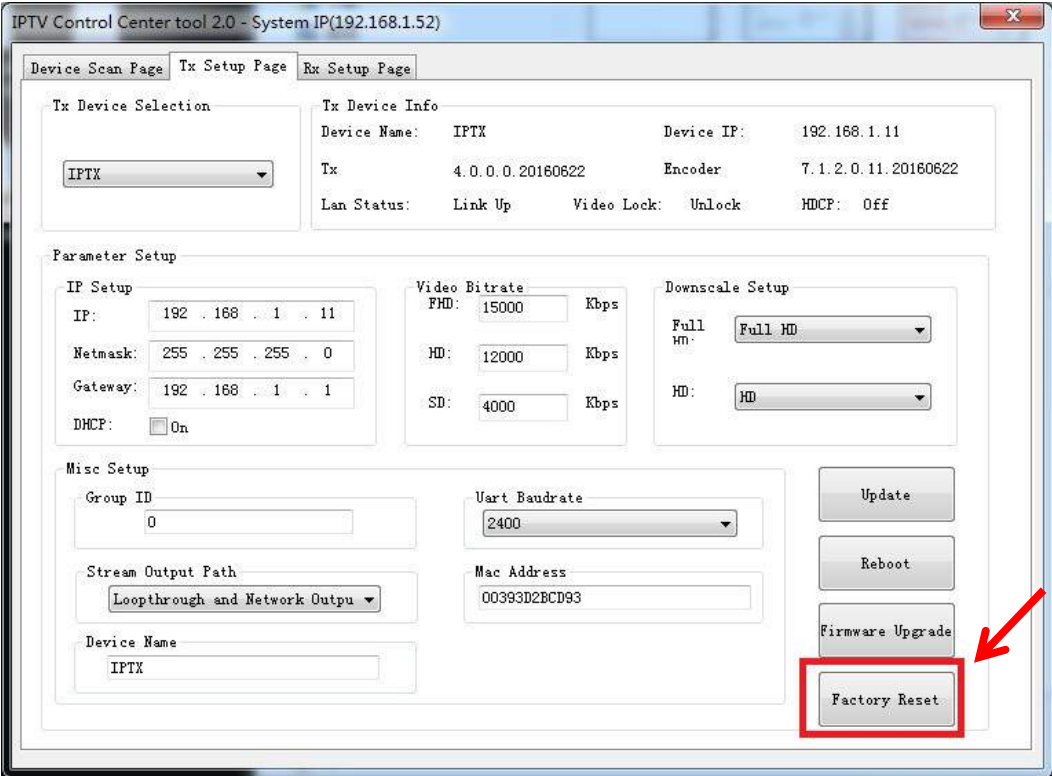 IPTV Control Center tool 2.0 - System IP(192.168.1.52)
Device Scan Page Tx Setup Page Rx Setup Page
Tx Device Selection
IPTX
Tx Device Info
Device Name: IPTX Device IP: 192.168.1.11
Tx 4.0.0.0.20160622 Encoder 7.1.2.0.11.20160622
Lan Status: Link Up Video Lock: Unlock HDCP: Off
Parameter Setup
IP Setup
IP: 192 . 168 . 1 . 11
Netmask: 255 . 255 . 255 . 0
Gateway: 192 . 168 . 1 . 1
DHCP: On
Video Bitrate
FHD: 15000 Kbps
HD: 12000 Kbps
SD: 4000 Kbps
Downscale Setup
Full
HD: Full HD
HD: HD
Misc Setup
Group ID
0
Uart Baudrate
2400
Stream Output Path
Loopthrough and Network Outpu
Mac Address
00393D2BCD93
Device Name
IPTX
Update
Reboot
Firmware Upgrade
Factory Reset